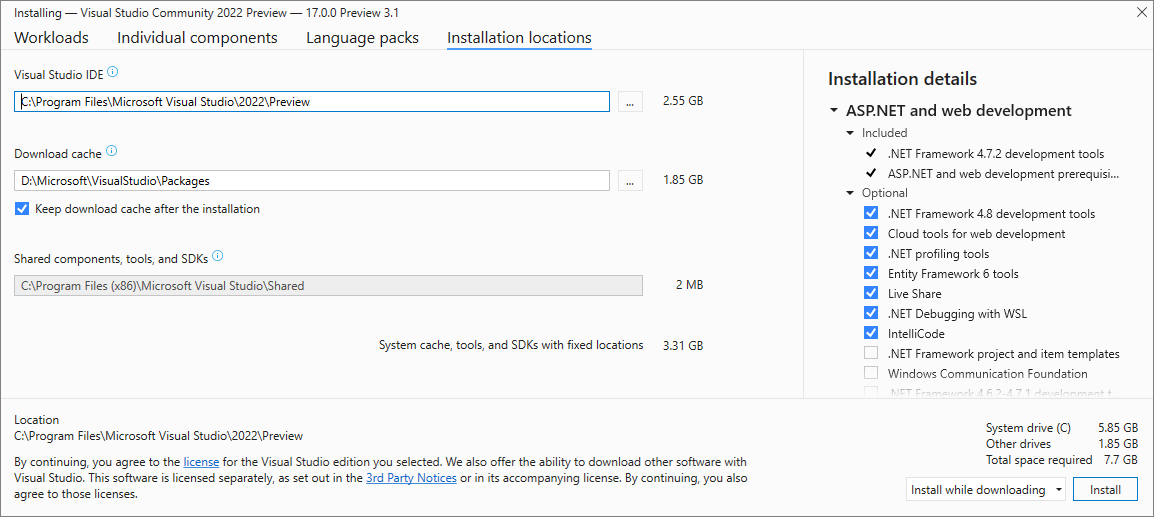 Installing — Visual Studio Community 2022 Preview — 17.0.0 Preview 3.1
Workloads Individual components Language packs Installation locations
Visual Studio IDE
C:\Program Files\Microsoft Visual Studio\2022\Preview ... 2.55 GB
Download cache
D:\Microsoft\VisualStudio\Packages ... 1.85 GB
Keep download cache after the installation
Shared components, tools, and SDKs
C:\Program Files (x86)\Microsoft Visual Studio\Shared 2 MB
System cache, tools, and SDKs with fixed locations 3.31 GB
Installation details
ASP.NET and web development
Included
.NET Framework 4.7.2 development tools
ASP.NET and web development prerequisi...
Optional
.NET Framework 4.8 development tools
Cloud tools for web development
.NET profiling tools
Entity Framework 6 tools
Live Share
.NET Debugging with WSL
IntelliCode
.NET Framework project and item templates
Windows Communication Foundation
.NET Framework 4.6.2-4.7.1 development t
Location
C:\Program Files\Microsoft Visual Studio\2022\Preview
By continuing, you agree to the license for the Visual Studio edition you selected. We also offer the ability to download other software with
Visual Studio. This software is licensed separately, as set out in the 3rd Party Notices or in its accompanying license. By continuing, you also
agree to those licenses.
System drive (C) 5.85 GB
Other drives 1.85 GB
Total space required 7.7 GB
Install while downloading Install